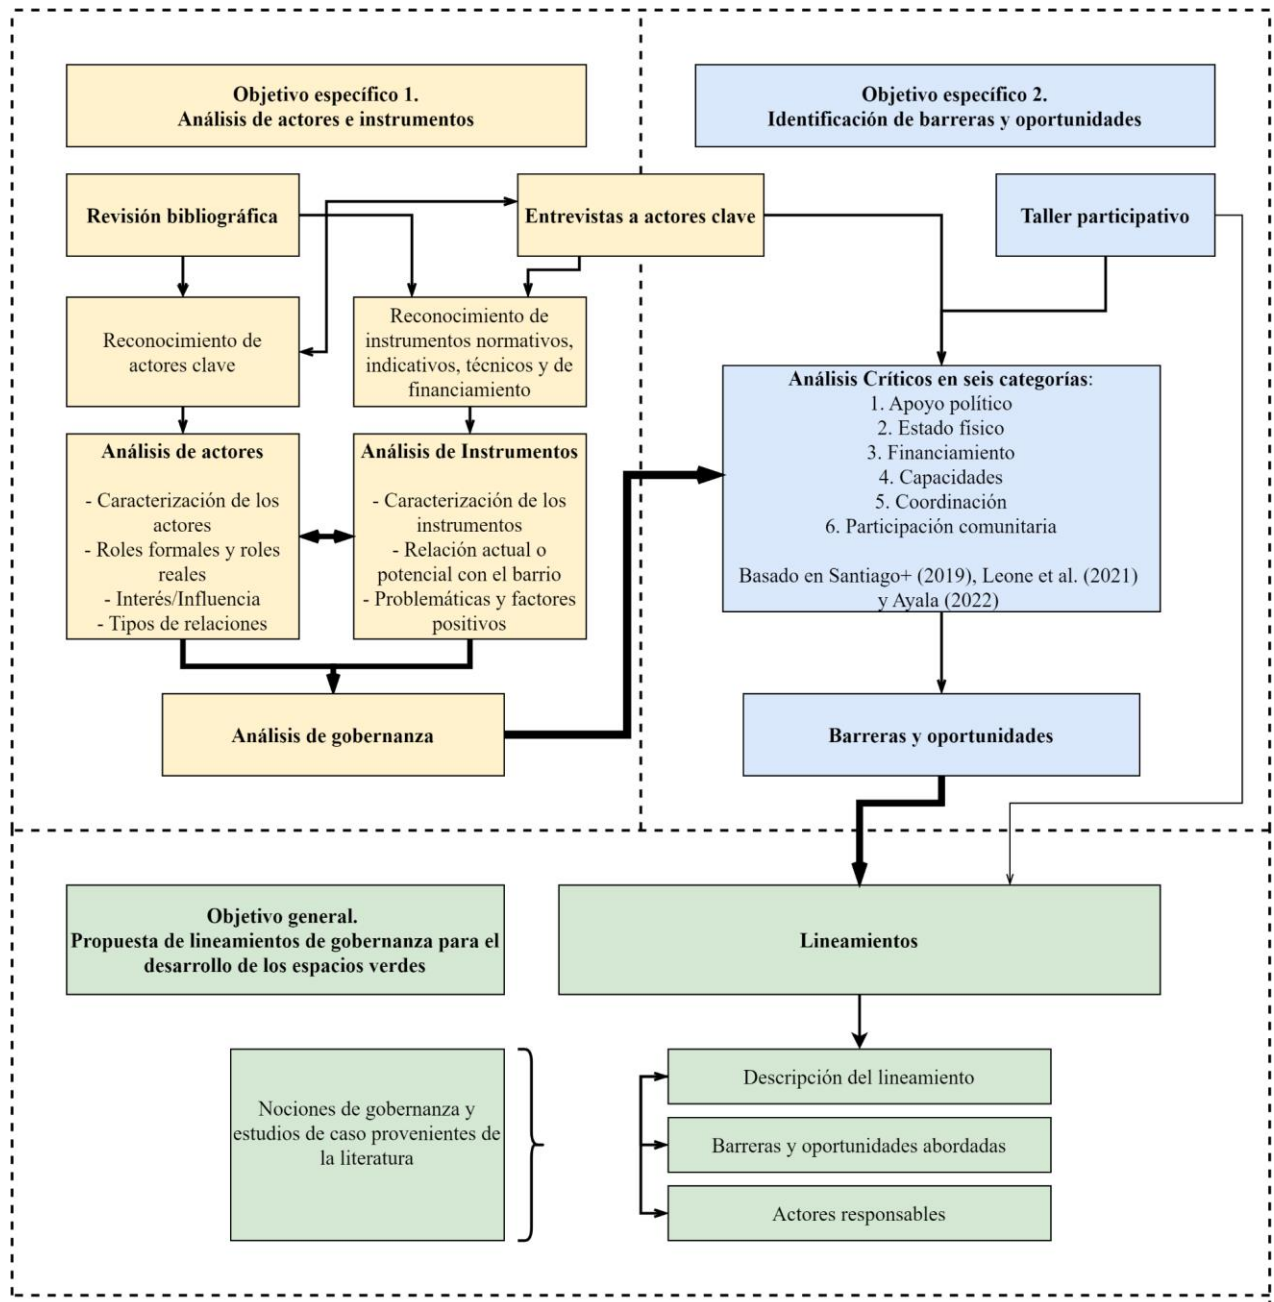 Objetivo específico 1.
Análisis de actores e instrumentos
Objetivo específico 2.
Identificación de barreras y oportunidades
Revisión bibliográfica
Entrevistas a actores clave
Taller participativo
Reconocimiento de
actores clave
Reconocimiento de
instrumentos normativos,
indicativos, técnicos y de
financiamiento
Análisis de actores
- Caracterización de los
actores
- Roles formales y roles
reales
- Interés/Influencia
- Tipos de relaciones
Análisis de Instrumentos
- Caracterización de los
instrumentos
- Relación actual o
potencial con el barrio
- Problemáticas y factores
positivos
Análisis Críticos en seis categorías:
1. Apoyo político
2. Estado físico
3. Financiamiento
4. Capacidades
5. Coordinación
6. Participación comunitaria
Basado en Santiago+ (2019), Leone et al. (2021)
y Ayala (2022)
Análisis de gobernanza
Barreras y oportunidades
Objetivo general.
Propuesta de lineamientos de gobernanza para el
desarrollo de los espacios verdes
Lineamientos
Nociones de gobernanza y
estudios de caso provenientes de
la literatura
Descripción del lineamiento
Barreras y oportunidades abordadas
Actores responsables